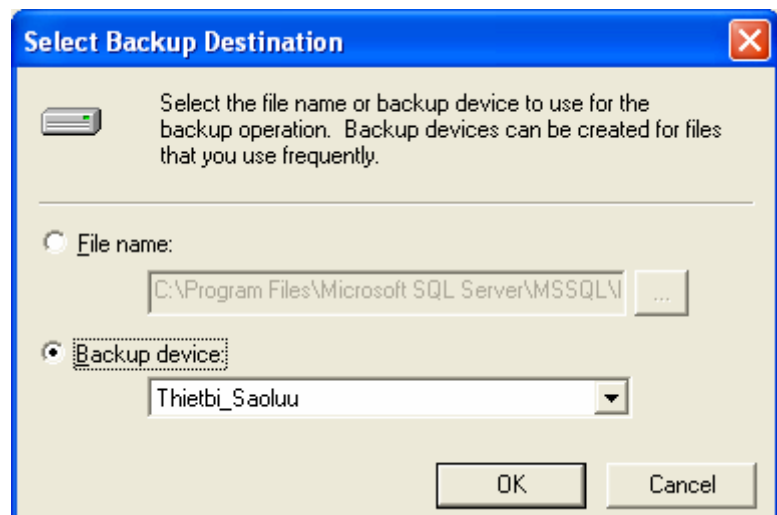 Select Backup Destination
Select the file name or backup device to use for the
backup operation. Backup devices can be created for files
that you use frequently.
File name:
C:\Program Files\Microsoft SQL Server\MSSQL\
...
Backup device:
Thietbi_Saoluu
OK Cancel